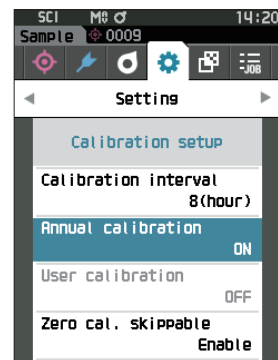 SCI M ♂ 14:20
Sample 0009
-JOB
Setting
Calibration setup
Calibration interval
8(hour)
Annual calibration
ON
User calibration
OFF
Zero cal. skippable
Enable